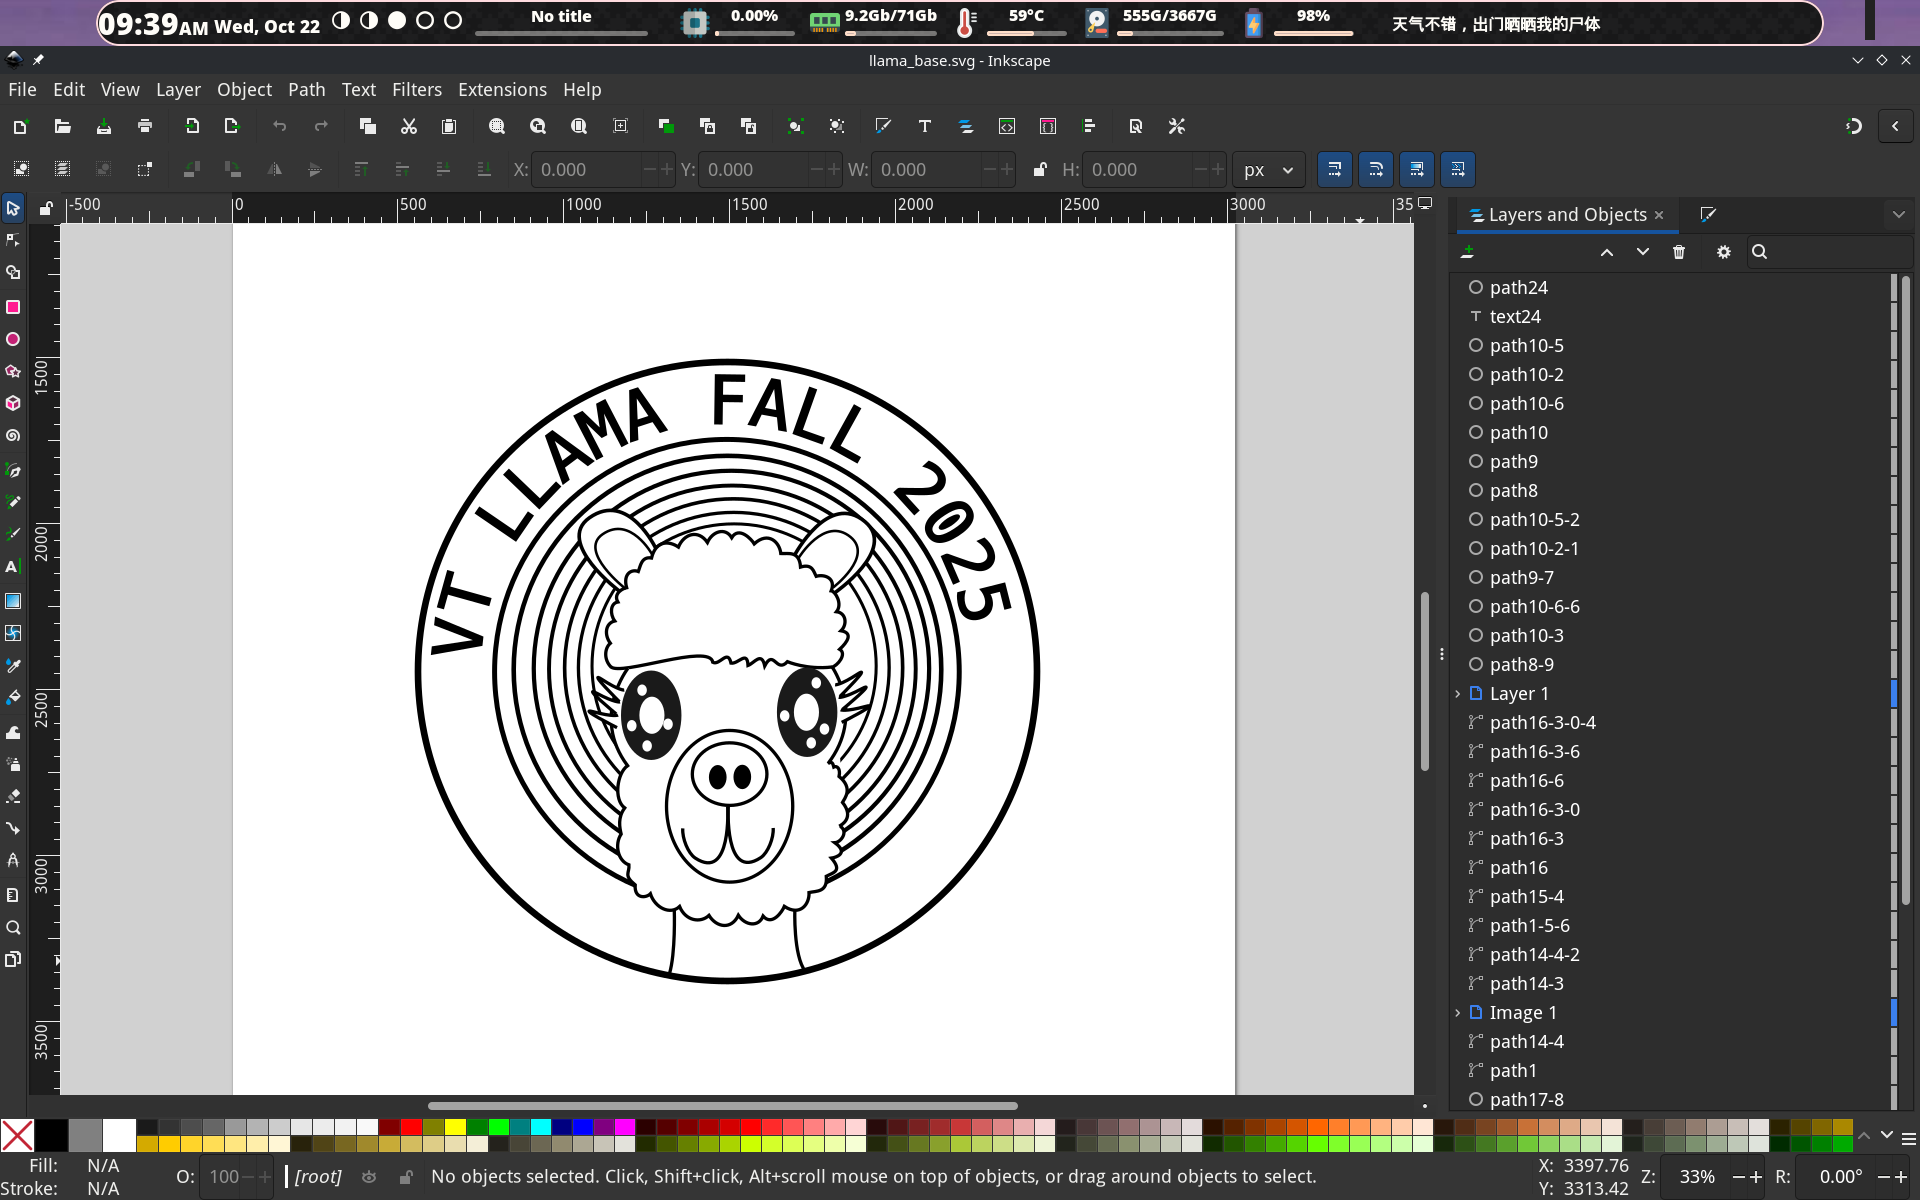 09:39AM Wed, Oct 22 No title 0.00% 9.2Gb/71Gb 59°C 555G/3667G 98% 天气不错，出门晒晒我的尸体
llama_base.svg - Inkscape
File Edit View Layer Object Path Text Filters Extensions Help
X: 0.000 Y: 0.000 W: 0.000 H: 0.000 px
-500 0 500 1000 1500 2000 2500 3000 35
1500
2000
2500
3000
3500
VT LLAMA FALL 2025
Layers and Objects
path24
text24
path10-5
path10-2
path10-6
path10
path9
path8
path10-5-2
path10-2-1
path9-7
path10-6-6
path10-3
path8-9
Layer 1
path16-3-0-4
path16-3-6
path16-6
path16-3-0
path16-3
path16
path15-4
path1-5-6
path14-4-2
path14-3
Image 1
path14-4
path1
path17-8
Fill: N/A
Stroke: N/A
O: 100 [root] No objects selected. Click, Shift+click, Alt+scroll mouse on top of objects, or drag around objects to select.
X: 3397.76
Y: 3313.42
Z: 33% R: 0.00°